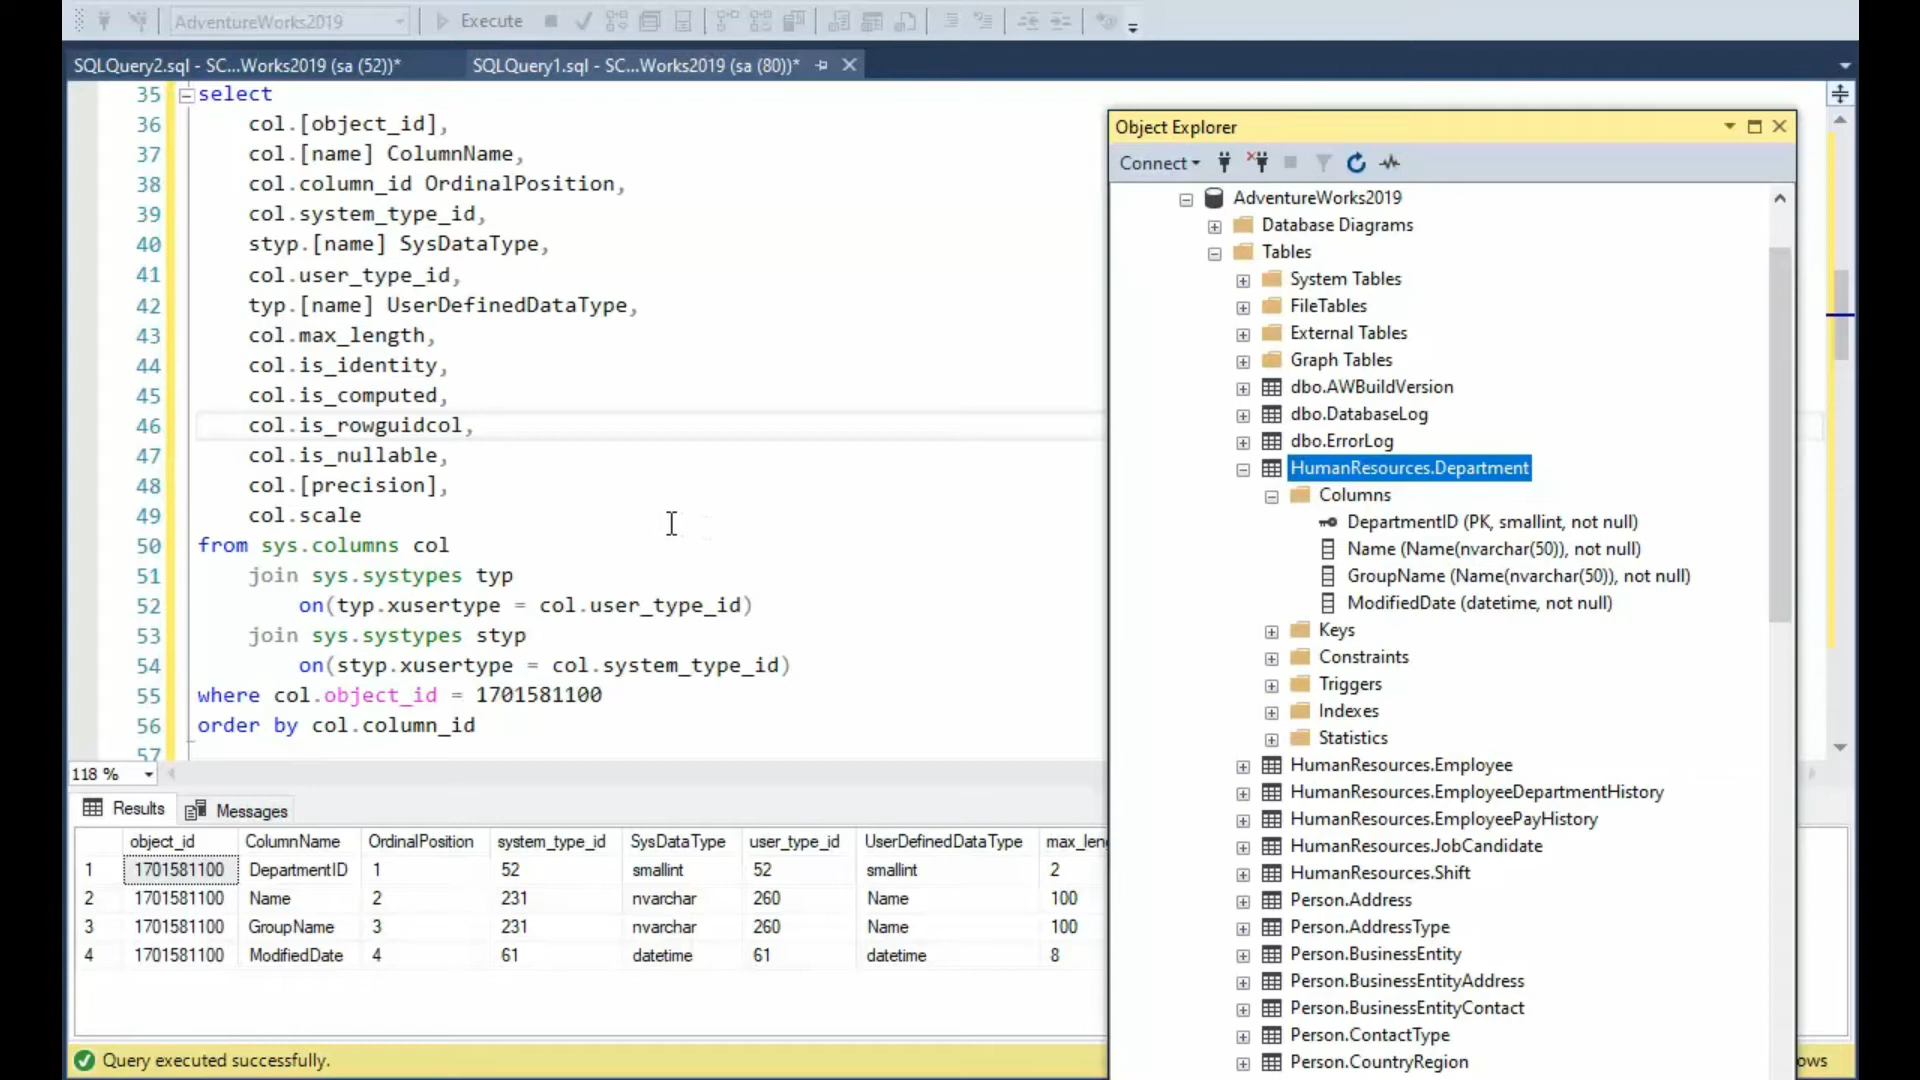 AdventureWorks2019
Execute
SQLQuery2.sql - SC...Works2019 (sa (52))*
SQLQuery1.sql - SC...Works2019 (sa (80))*
35 select
36 col.[object_id],
37 col.[name] ColumnName,
38 col.column_id OrdinalPosition,
39 col.system_type_id,
40 styp.[name] SysDataType,
41 col.user_type_id,
42 typ.[name] UserDefinedDataType,
43 col.max_length,
44 col.is_identity,
45 col.is_computed,
46 col.is_rowguidcol,
47 col.is_nullable,
48 col.[precision],
49 col.scale
50 from sys.columns col
51 join sys.systypes typ
52 on(typ.xusertype = col.user_type_id)
53 join sys.systypes styp
54 on(styp.xusertype = col.system_type_id)
55 where col.object_id = 1701581100
56 order by col.column_id
57
118 %
Results
Messages
object_id ColumnName OrdinalPosition system_type_id SysDataType user_type_id UserDefinedDataType max_len
1 1701581100 DepartmentID 1 52 smallint 52 smallint 2
2 1701581100 Name 2 231 nvarchar 260 Name 100
3 1701581100 GroupName 3 231 nvarchar 260 Name 100
4 1701581100 ModifiedDate 4 61 datetime 61 datetime 8
Query executed successfully.
ows
Object Explorer
Connect
AdventureWorks2019
Database Diagrams
Tables
System Tables
FileTables
External Tables
Graph Tables
dbo.AWBuildVersion
dbo.DatabaseLog
dbo.ErrorLog
HumanResources.Department
Columns
DepartmentID (PK, smallint, not null)
Name (Name(nvarchar(50)), not null)
GroupName (Name(nvarchar(50)), not null)
ModifiedDate (datetime, not null)
Keys
Constraints
Triggers
Indexes
Statistics
HumanResources.Employee
HumanResources.EmployeeDepartmentHistory
HumanResources.EmployeePayHistory
HumanResources.JobCandidate
HumanResources.Shift
Person.Address
Person.AddressType
Person.BusinessEntity
Person.BusinessEntityAddress
Person.BusinessEntityContact
Person.ContactType
Person.CountryRegion